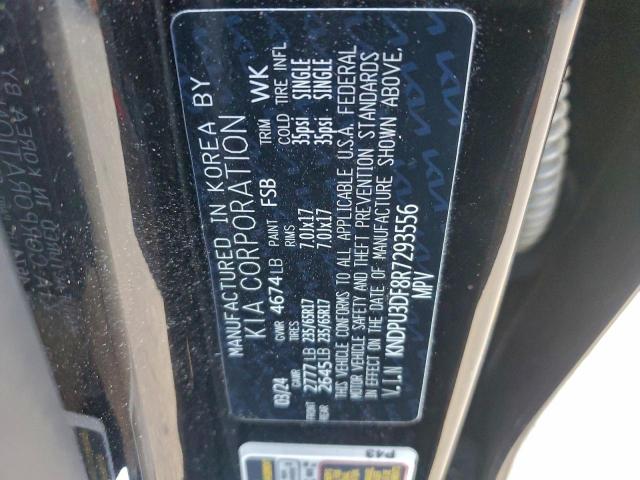 MANUFACTURED IN KOREA BY
KIA CORPORATION
03/24 GVWR 4674LB PAINT FSB TRIM WK
GAWR TIRES RIMS COLD TIRE INFL
FRONT 2777LB 235/65R17 7.0Jx17 35psi SINGLE
REAR 2645LB 235/65R17 7.0Jx17 35psi SINGLE
THIS VEHICLE CONFORMS TO ALL APPLICABLE U.S.A. FEDERAL
MOTOR VEHICLE SAFETY AND THEFT PREVENTION STANDARDS
IN EFFECT ON THE DATE OF MANUFACTURE SHOWN ABOVE.
V.I.N KNDPU3DF8R7293556
MPV
P43